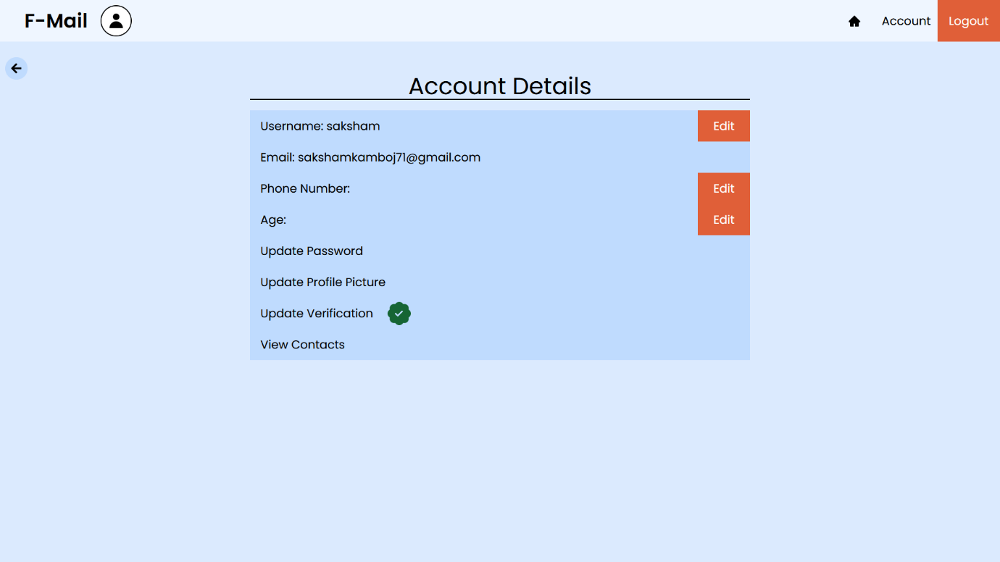 F-Mail
Account
Logout
Account Details
Username: saksham
Edit
Email: sakshamkamboj71@gmail.com
Phone Number:
Edit
Age:
Edit
Update Password
Update Profile Picture
Update Verification
View Contacts